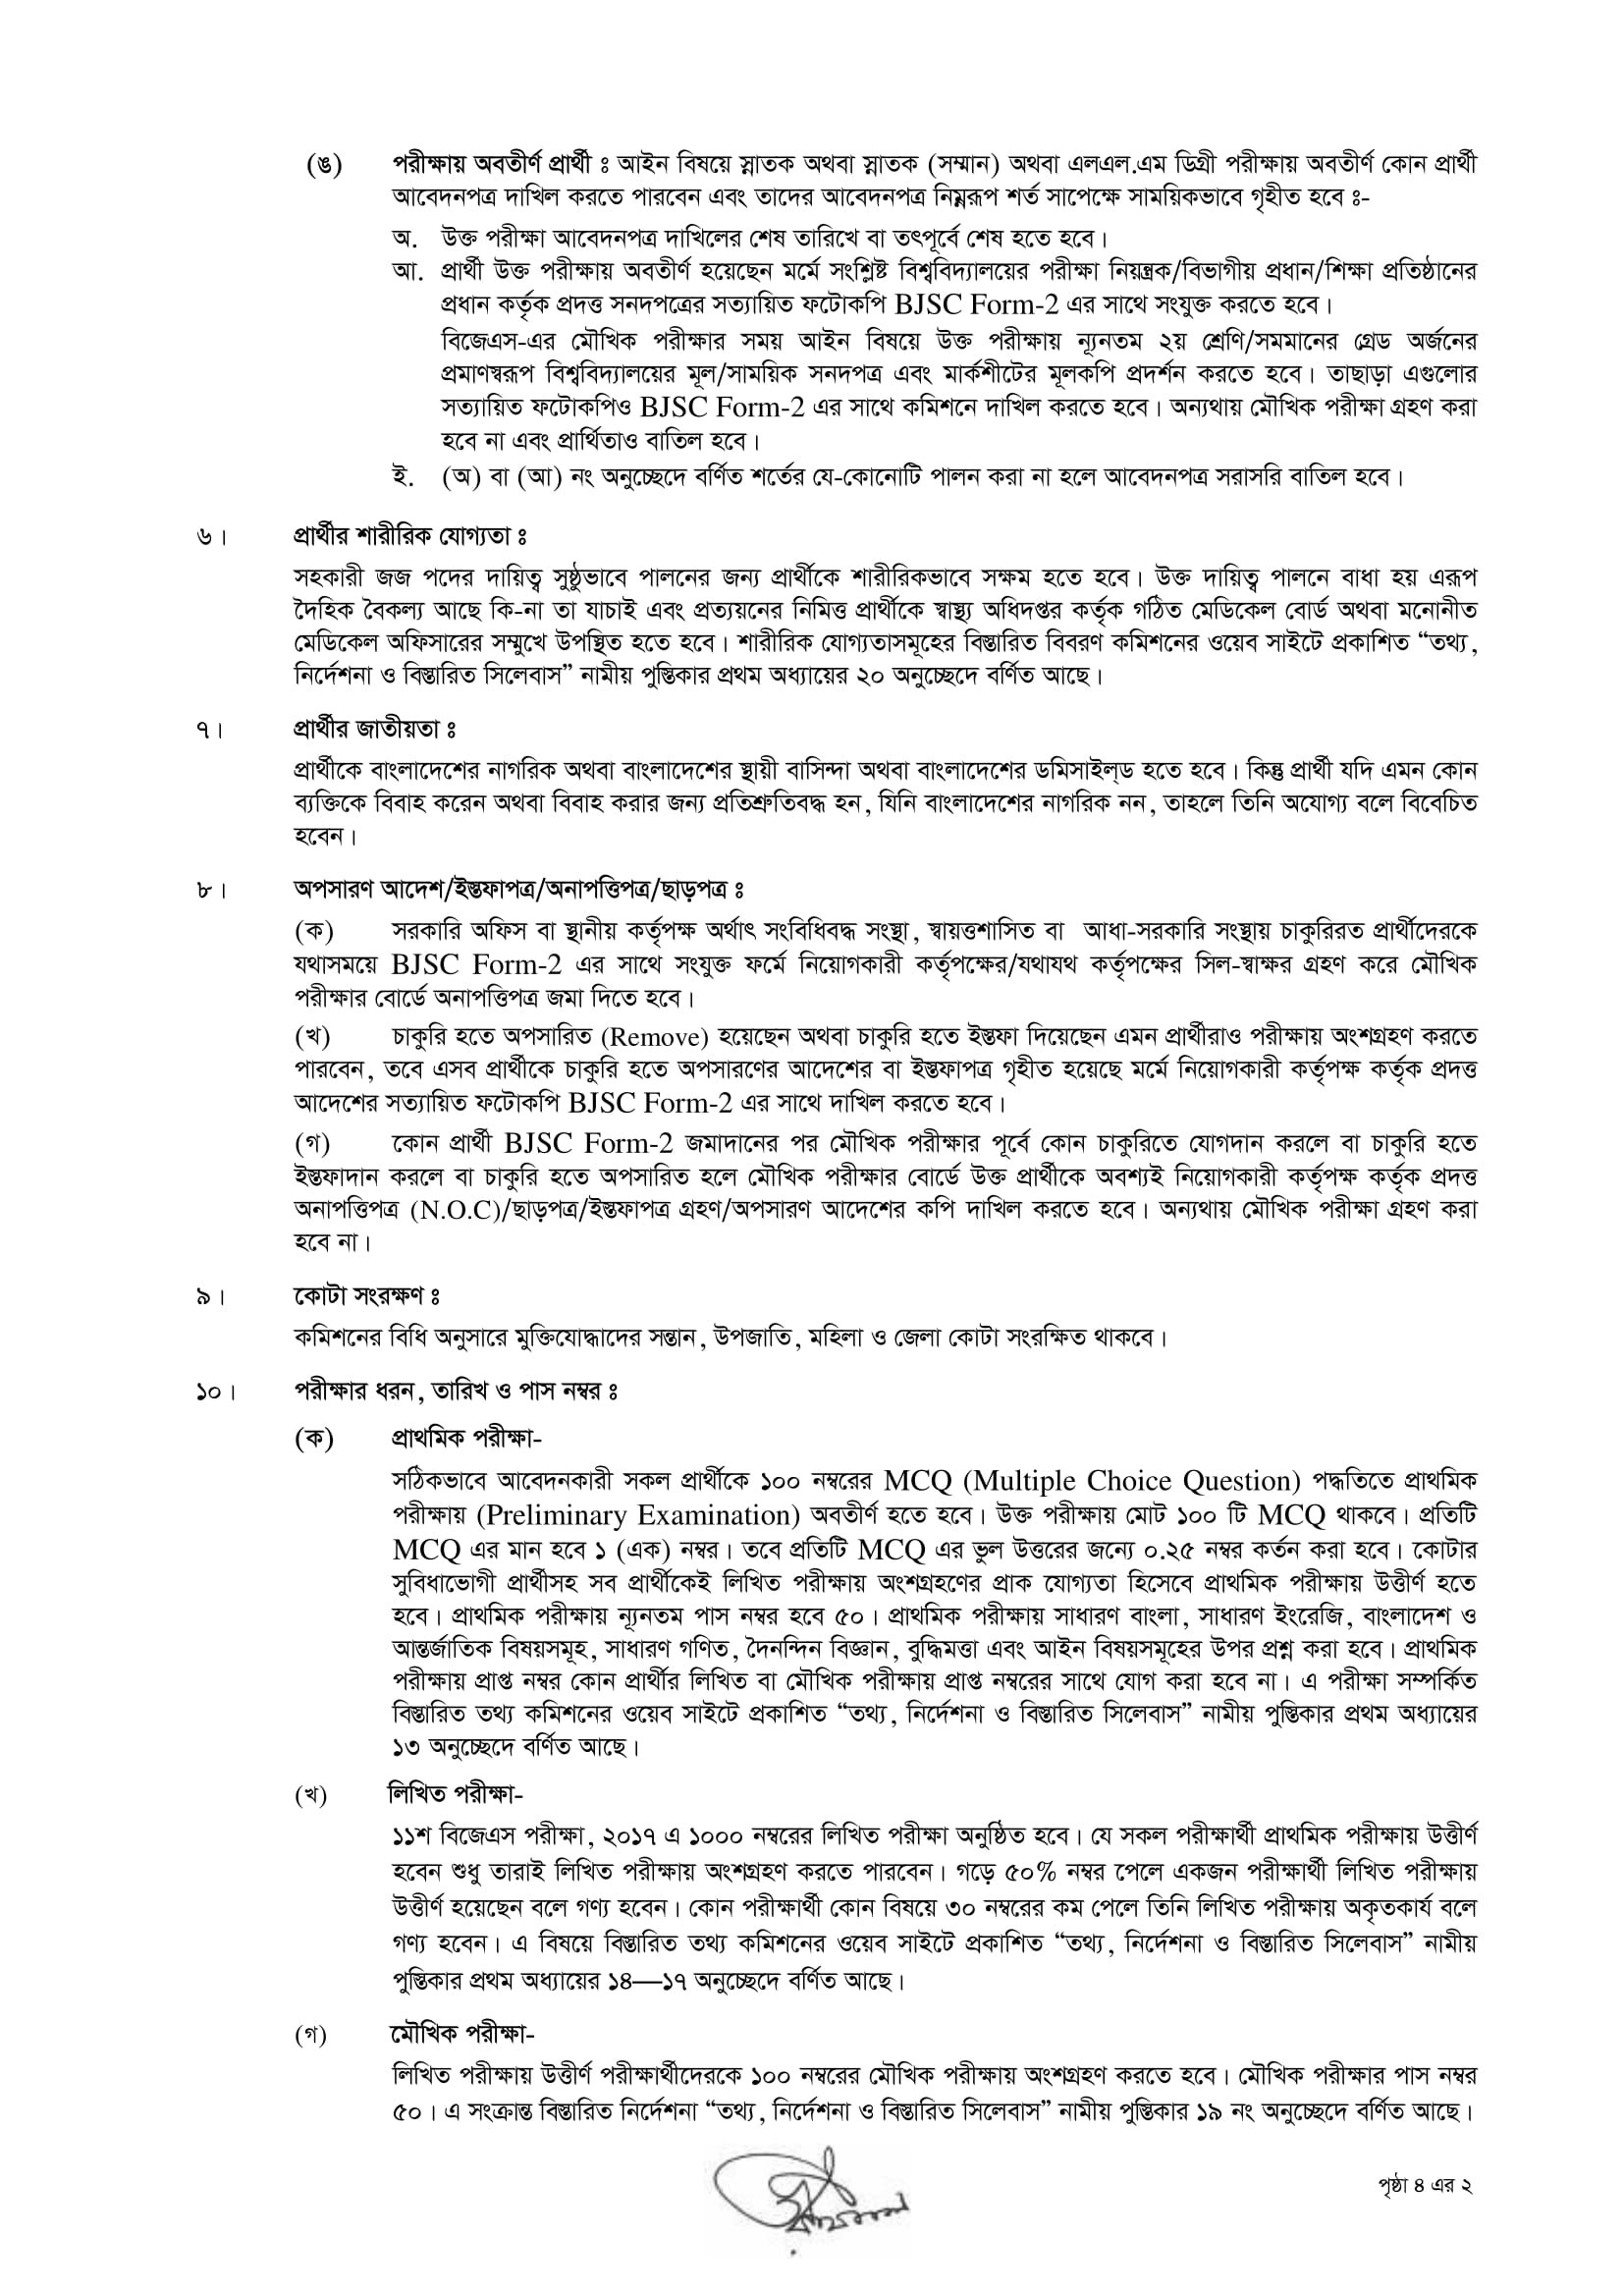 (ঙ) পরীক্ষায় অবতীর্ণ প্রার্থী ঃ আইন বিষয়ে স্নাতক অথবা স্নাতক (সম্মান) অথবা এলএল.এম ডিগ্রী পরীক্ষায় অবতীর্ণ কোন প্রার্থী
আবেদনপত্র দাখিল করতে পারবেন এবং তাদের আবেদনপত্র নিম্নরূপ শর্ত সাপেক্ষে সাময়িকভাবে গৃহীত হবে ঃ-
অ. উক্ত পরীক্ষা আবেদনপত্র দাখিলের শেষ তারিখে বা তৎপূর্বে শেষ হতে হবে।
আ. প্রার্থী উক্ত পরীক্ষায় অবতীর্ণ হয়েছেন মর্মে সংশ্লিষ্ট বিশ্ববিদ্যালয়ের পরীক্ষা নিয়ন্ত্রক/বিভাগীয় প্রধান/শিক্ষা প্রতিষ্ঠানের
প্রধান কর্তৃক প্রদত্ত সনদপত্রের সত্যায়িত ফটোকপি BJSC Form-2 এর সাথে সংযুক্ত করতে হবে।
বিজেএস-এর মৌখিক পরীক্ষার সময় আইন বিষয়ে উক্ত পরীক্ষায় ন্যূনতম ২য় শ্রেণি/সমমানের গ্রেড অর্জনের
প্রমাণস্বরূপ বিশ্ববিদ্যালয়ের মূল/সাময়িক সনদপত্র এবং মার্কশীটের মূলকপি প্রদর্শন করতে হবে। তাছাড়া এগুলোর
সত্যায়িত ফটোকপিও BJSC Form-2 এর সাথে কমিশনে দাখিল করতে হবে। অন্যথায় মৌখিক পরীক্ষা গ্রহণ করা
হবে না এবং প্রার্থিতাও বাতিল হবে।
ই. (অ) বা (আ) নং অনুচ্ছেদে বর্ণিত শর্তের যে-কোনোটি পালন করা না হলে আবেদনপত্র সরাসরি বাতিল হবে।
৬। প্রার্থীর শারীরিক যোগ্যতা ঃ
সহকারী জজ পদের দায়িত্ব সুষ্ঠুভাবে পালনের জন্য প্রার্থীকে শারীরিকভাবে সক্ষম হতে হবে। উক্ত দায়িত্ব পালনে বাধা হয় এরূপ
দৈহিক বৈকল্য আছে কি-না তা যাচাই এবং প্রত্যয়নের নিমিত্ত প্রার্থীকে স্বাস্থ্য অধিদপ্তর কর্তৃক গঠিত মেডিকেল বোর্ড অথবা মনোনীত
মেডিকেল অফিসারের সম্মুখে উপস্থিত হতে হবে। শারীরিক যোগ্যতাসমূহের বিস্তারিত বিবরণ কমিশনের ওয়েব সাইটে প্রকাশিত “তথ্য,
নির্দেশনা ও বিস্তারিত সিলেবাস” নামীয় পুস্তিকার প্রথম অধ্যায়ের ২০ অনুচ্ছেদে বর্ণিত আছে।
৭। প্রার্থীর জাতীয়তা ঃ
প্রার্থীকে বাংলাদেশের নাগরিক অথবা বাংলাদেশের স্থায়ী বাসিন্দা অথবা বাংলাদেশের ডমিসাইল্ড হতে হবে। কিন্তু প্রার্থী যদি এমন কোন
ব্যক্তিকে বিবাহ করেন অথবা বিবাহ করার জন্য প্রতিশ্রুতিবদ্ধ হন, যিনি বাংলাদেশের নাগরিক নন, তাহলে তিনি অযোগ্য বলে বিবেচিত
হবেন।
৮। অপসারণ আদেশ/ইস্তফাপত্র/অনাপত্তিপত্র/ছাড়পত্র ঃ
(ক) সরকারি অফিস বা স্থানীয় কর্তৃপক্ষ অর্থাৎ সংবিধিবদ্ধ সংস্থা, স্বায়ত্তশাসিত বা আধা-সরকারি সংস্থায় চাকুরিরত প্রার্থীদেরকে
যথাসময়ে BJSC Form-2 এর সাথে সংযুক্ত ফর্মে নিয়োগকারী কর্তৃপক্ষের/যথাযথ কর্তৃপক্ষের সিল-স্বাক্ষর গ্রহণ করে মৌখিক
পরীক্ষার বোর্ডে অনাপত্তিপত্র জমা দিতে হবে।
(খ) চাকুরি হতে অপসারিত (Remove) হয়েছেন অথবা চাকুরি হতে ইস্তফা দিয়েছেন এমন প্রার্থীরাও পরীক্ষায় অংশগ্রহণ করতে
পারবেন, তবে এসব প্রার্থীকে চাকুরি হতে অপসারণের আদেশের বা ইস্তফাপত্র গৃহীত হয়েছে মর্মে নিয়োগকারী কর্তৃপক্ষ কর্তৃক প্রদত্ত
আদেশের সত্যায়িত ফটোকপি BJSC Form-2 এর সাথে দাখিল করতে হবে।
(গ) কোন প্রার্থী BJSC Form-2 জমাদানের পর মৌখিক পরীক্ষার পূর্বে কোন চাকুরিতে যোগদান করলে বা চাকুরি হতে
ইস্তফাদান করলে বা চাকুরি হতে অপসারিত হলে মৌখিক পরীক্ষার বোর্ডে উক্ত প্রার্থীকে অবশ্যই নিয়োগকারী কর্তৃপক্ষ কর্তৃক প্রদত্ত
অনাপত্তিপত্র (N.O.C)/ছাড়পত্র/ইস্তফাপত্র গ্রহণ/অপসারণ আদেশের কপি দাখিল করতে হবে। অন্যথায় মৌখিক পরীক্ষা গ্রহণ করা
হবে না।
৯। কোটা সংরক্ষণ ঃ
কমিশনের বিধি অনুসারে মুক্তিযোদ্ধাদের সন্তান, উপজাতি, মহিলা ও জেলা কোটা সংরক্ষিত থাকবে।
১০। পরীক্ষার ধরন, তারিখ ও পাস নম্বর ঃ
(ক) প্রাথমিক পরীক্ষা-
সঠিকভাবে আবেদনকারী সকল প্রার্থীকে ১০০ নম্বরের MCQ (Multiple Choice Question) পদ্ধতিতে প্রাথমিক
পরীক্ষায় (Preliminary Examination) অবতীর্ণ হতে হবে। উক্ত পরীক্ষায় মোট ১০০ টি MCQ থাকবে। প্রতিটি
MCQ এর মান হবে ১ (এক) নম্বর। তবে প্রতিটি MCQ এর ভুল উত্তরের জন্যে ০.২৫ নম্বর কর্তন করা হবে। কোটার
সুবিধাভোগী প্রার্থীসহ সব প্রার্থীকেই লিখিত পরীক্ষায় অংশগ্রহণের প্রাক যোগ্যতা হিসেবে প্রাথমিক পরীক্ষায় উত্তীর্ণ হতে
হবে। প্রাথমিক পরীক্ষায় ন্যূনতম পাস নম্বর হবে ৫০। প্রাথমিক পরীক্ষায় সাধারণ বাংলা, সাধারণ ইংরেজি, বাংলাদেশ ও
আন্তর্জাতিক বিষয়সমূহ, সাধারণ গণিত, দৈনন্দিন বিজ্ঞান, বুদ্ধিমত্তা এবং আইন বিষয়সমূহের উপর প্রশ্ন করা হবে। প্রাথমিক
পরীক্ষায় প্রাপ্ত নম্বর কোন প্রার্থীর লিখিত বা মৌখিক পরীক্ষায় প্রাপ্ত নম্বরের সাথে যোগ করা হবে না। এ পরীক্ষা সম্পর্কিত
বিস্তারিত তথ্য কমিশনের ওয়েব সাইটে প্রকাশিত “তথ্য, নির্দেশনা ও বিস্তারিত সিলেবাস” নামীয় পুস্তিকার প্রথম অধ্যায়ের
১৩ অনুচ্ছেদে বর্ণিত আছে।
(খ) লিখিত পরীক্ষা-
১১শ বিজেএস পরীক্ষা, ২০১৭ এ ১০০০ নম্বরের লিখিত পরীক্ষা অনুষ্ঠিত হবে। যে সকল পরীক্ষার্থী প্রাথমিক পরীক্ষায় উত্তীর্ণ
হবেন শুধু তারাই লিখিত পরীক্ষায় অংশগ্রহণ করতে পারবেন। গড়ে ৫০% নম্বর পেলে একজন পরীক্ষার্থী লিখিত পরীক্ষায়
উত্তীর্ণ হয়েছেন বলে গণ্য হবেন। কোন পরীক্ষার্থী কোন বিষয়ে ৩০ নম্বরের কম পেলে তিনি লিখিত পরীক্ষায় অকৃতকার্য বলে
গণ্য হবেন। এ বিষয়ে বিস্তারিত তথ্য কমিশনের ওয়েব সাইটে প্রকাশিত “তথ্য, নির্দেশনা ও বিস্তারিত সিলেবাস” নামীয়
পুস্তিকার প্রথম অধ্যায়ের ১৪—১৭ অনুচ্ছেদে বর্ণিত আছে।
(গ) মৌখিক পরীক্ষা-
লিখিত পরীক্ষায় উত্তীর্ণ পরীক্ষার্থীদেরকে ১০০ নম্বরের মৌখিক পরীক্ষায় অংশগ্রহণ করতে হবে। মৌখিক পরীক্ষার পাস নম্বর
৫০। এ সংক্রান্ত বিস্তারিত নির্দেশনা “তথ্য, নির্দেশনা ও বিস্তারিত সিলেবাস” নামীয় পুস্তিকার ১৯ নং অনুচ্ছেদে বর্ণিত আছে।
পৃষ্ঠা ৪ এর ২